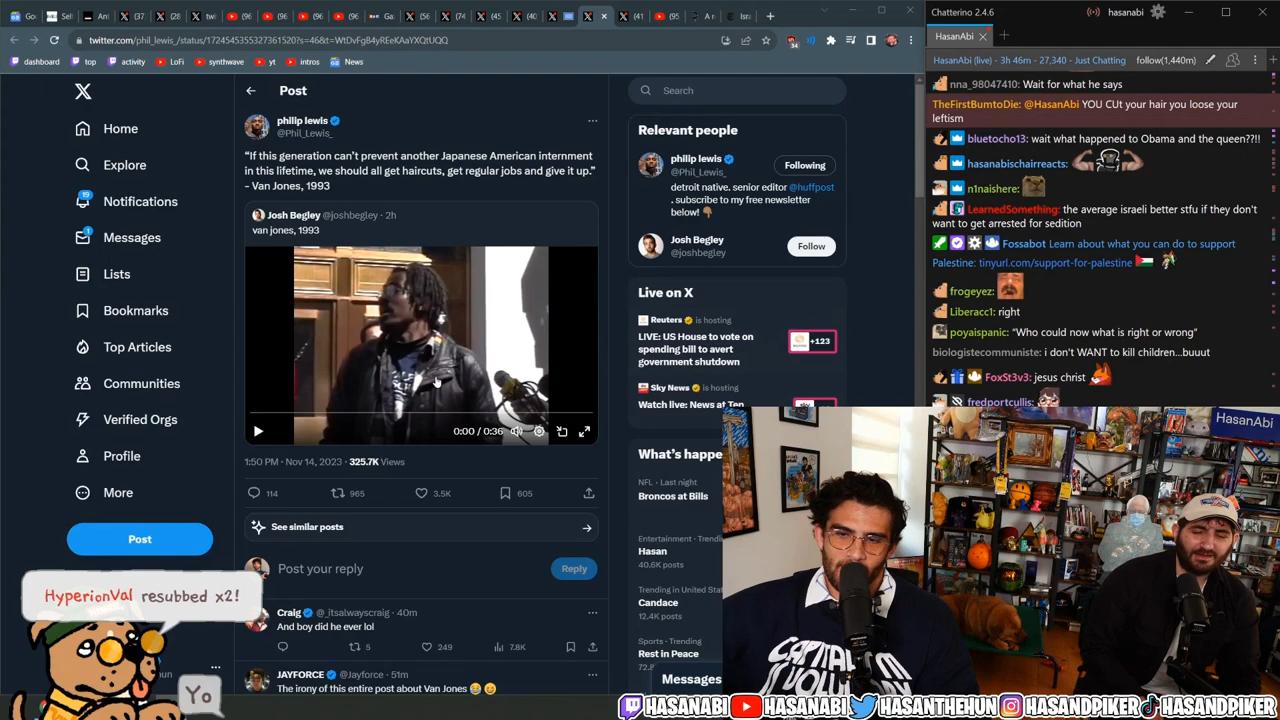 twitter.com/phil_lewis_/status/1724545355327361520?s=46&t=WtDvFgB4yREeKAaYXQtUQQ
dashboard top activity LoFi synthwave yt intros News
Post
philip lewis
@Phil_Lewis_
“If this generation can't prevent another Japanese American internment
in this lifetime, we should all get haircuts, get regular jobs and give it up.”
- Van Jones, 1993
Josh Begley @joshbegley · 2h
van jones, 1993
0:00 / 0:36
1:50 PM · Nov 14, 2023 · 325.7K Views
114 965 3.5K 605
See similar posts
Post your reply
Reply
Craig @_itsalwayscraig · 40m
And boy did he ever lol
5 249 7.8K
JAYFORCE @Jayforce · 51m
The irony of this entire post about Van Jones
Home
Explore
19
Notifications
1
Messages
Lists
Bookmarks
Top Articles
Communities
Verified Orgs
Profile
More
Post
HyperionVal resubbed x2!
Yo
Search
Relevant people
philip lewis
@Phil_Lewis_
Following
detroit native. senior editor @huffpost
. subscribe to my free newsletter
below!
Josh Begley
@joshbegley
Follow
Live on X
Reuters is hosting
LIVE: US House to vote on
spending bill to avert
government shutdown
+123
Sky News is hosting
Watch live: News at Ten
What's happe
NFL · Last night
Broncos at Bills
Entertainment · Trendi
Hasan
40.6K posts
Trending in United St
Candace
12.4K posts
Sports · Trending
Rest in Peace
Messages
Chatterino 2.4.6
hasanabi
HasanAbi
HasanAbi (live) - 3h 46m - 27,340 - Just Chatting
follow(1,440m)
nna_98047410: Wait for what he says
TheFirstBumtoDie: @HasanAbi YOU CUt your hair you loose your
leftism
bluetocho13: wait what happened to Obama and the queen??!!
hasanabischairreacts:
n1naishere:
LearnedSomething: the average israeli better stfu if they don't
want to get arrested for sedition
Fossabot Learn about what you can do to support
Palestine: tinyurl.com/support-for-palestine
frogeyez:
Liberacc1: right
poyaispanic: “Who could now what is right or wrong”
biologistecommuniste: i don't WANT to kill children...buuut
FoxSt3v3: jesus christ
fredportcullis:
HasanAbi
HASANABI HASANABI HASANTHEHUN HASANDPIKER HASANDPIKER